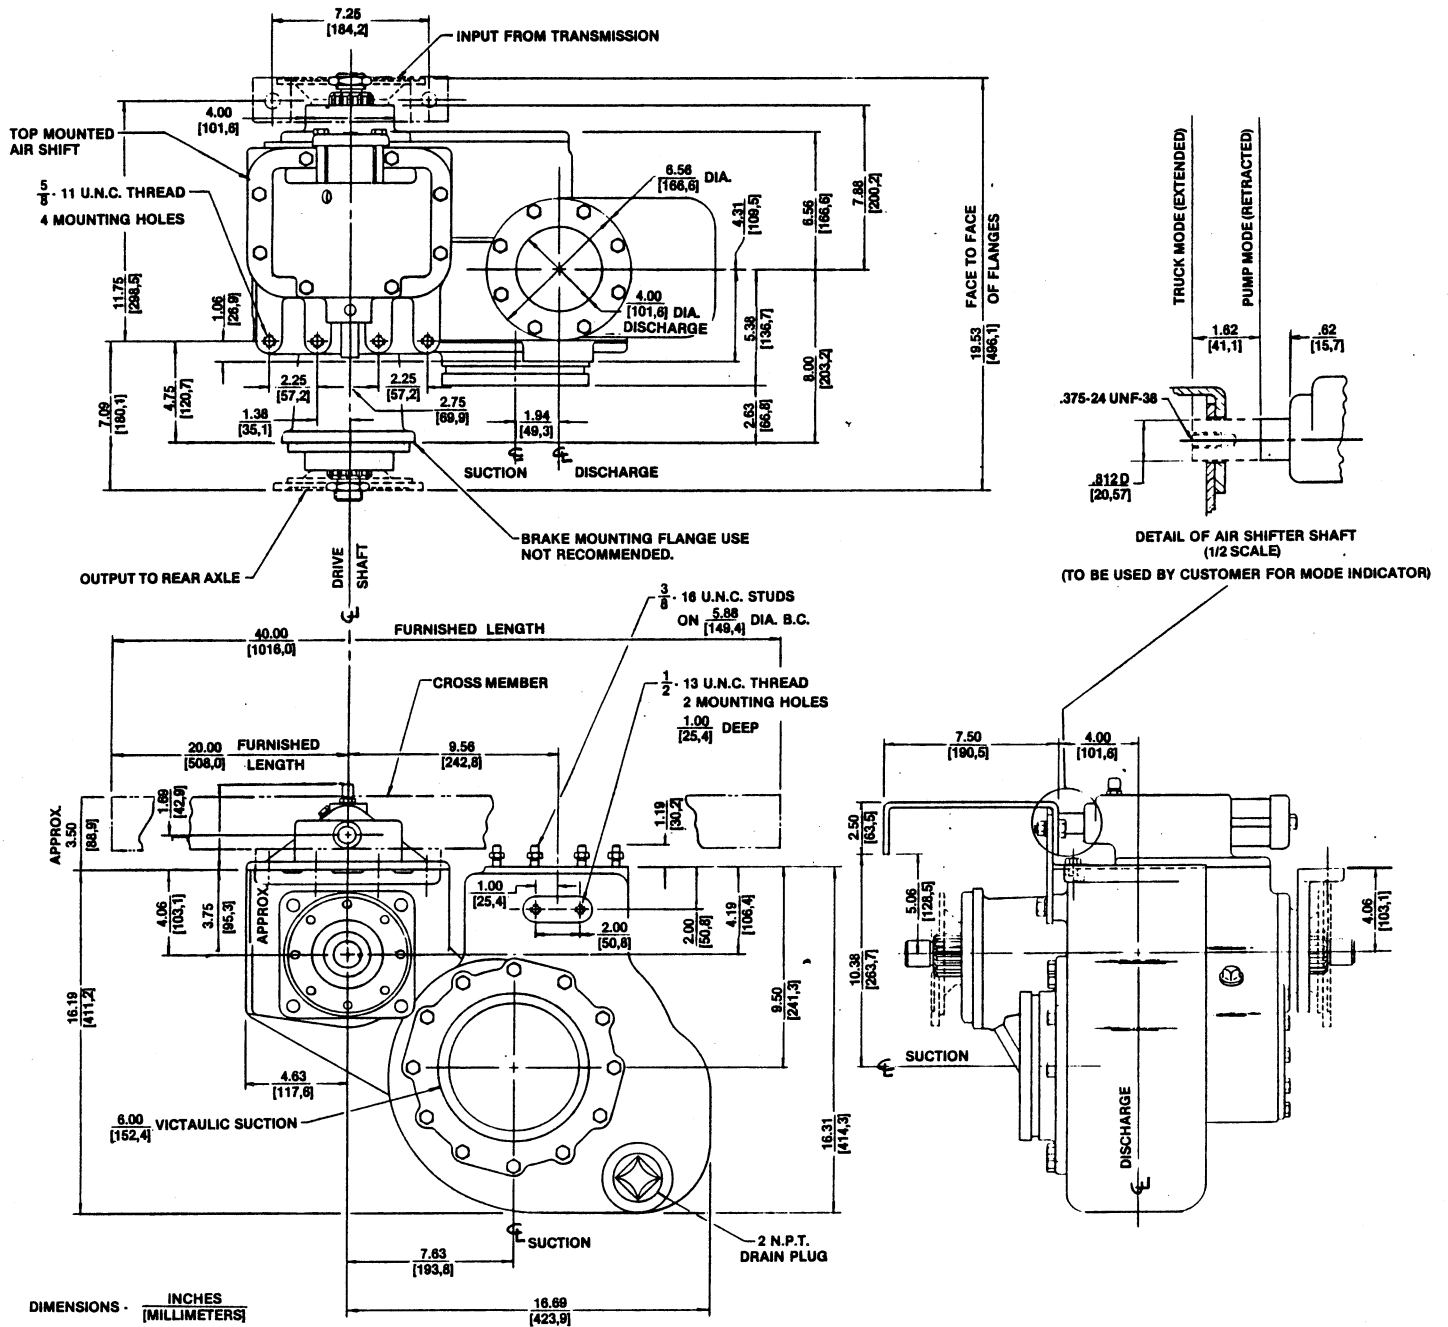 7.25
[184,2]
INPUT FROM TRANSMISSION
4.00
[101,6]
TOP MOUNTED
AIR SHIFT
5/8 - 11 U.N.C. THREAD
4 MOUNTING HOLES
6.56
[166,6] DIA.
4.31
[109,5]
6.56
[166,6]
7.88
[200,2]
FACE TO FACE
OF FLANGES
19.53
[496,1]
11.75
[298,5]
1.06
[26,9]
4.00
[101,6] DIA.
DISCHARGE
5.38
[136,7]
8.00
[203,2]
2.63
[66,8]
7.09
[180,1]
4.75
[120,7]
2.25
[57,2]
2.25
[57,2]
1.38
[35,1]
2.75
[69,9]
1.94
[49,3]
SUCTION
DISCHARGE
BRAKE MOUNTING FLANGE USE
NOT RECOMMENDED.
OUTPUT TO REAR AXLE
DRIVE
SHAFT
TRUCK MODE (EXTENDED)
PUMP MODE (RETRACTED)
1.62
[41,1]
.62
[15,7]
.375-24 UNF-36
.812D
[20,57]
DETAIL OF AIR SHIFTER SHAFT
(1/2 SCALE)
(TO BE USED BY CUSTOMER FOR MODE INDICATOR)
40.00
[1016,0]
FURNISHED LENGTH
3/8 - 16 U.N.C. STUDS
ON 5.88
[149,4] DIA. B.C.
CROSS MEMBER
1/2 - 13 U.N.C. THREAD
2 MOUNTING HOLES
1.00
[25,4] DEEP
20.00
[508,0]
FURNISHED
LENGTH
9.56
[242,8]
APPROX.
3.50
[88,9]
1.69
[42,9]
1.19
[30,2]
4.06
[103,1]
3.75
[95,3]
APPROX.
1.00
[25,4]
2.00
[50,8]
2.00
[50,8]
4.19
[106,4]
16.19
[411,2]
9.50
[241,3]
4.63
[117,6]
6.00
[152,4] VICTAULIC SUCTION
16.31
[414,3]
SUCTION
2 N.P.T.
DRAIN PLUG
7.63
[193,8]
16.69
[423,9]
7.50
[190,5]
4.00
[101,6]
2.50
[63,5]
5.06
[128,5]
10.38
[263,7]
4.06
[103,1]
SUCTION
DISCHARGE
DIMENSIONS - INCHES
[MILLIMETERS]